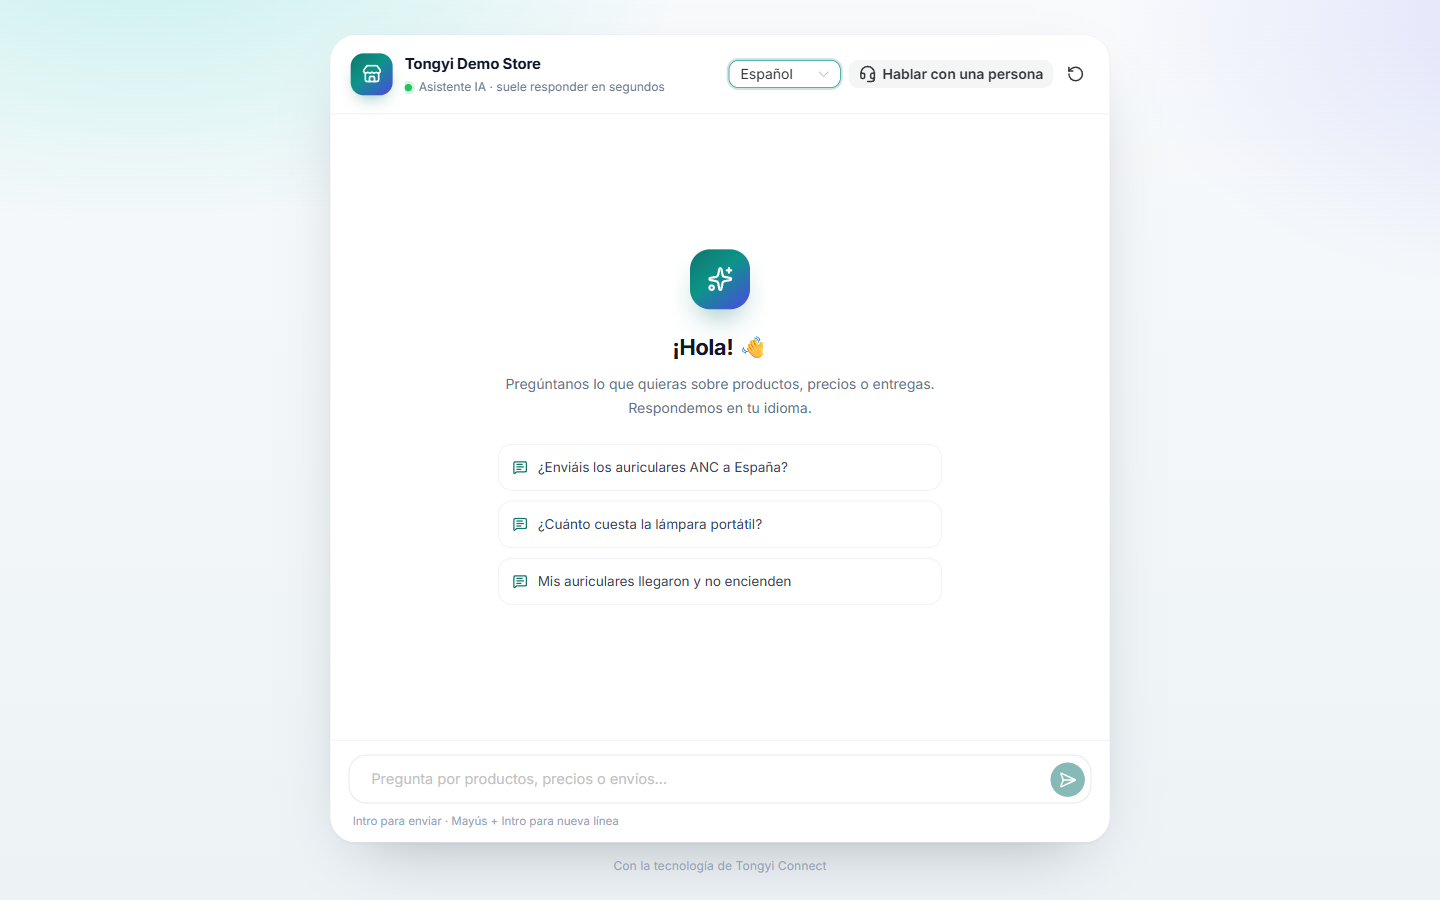 Tongyi Demo Store
Asistente IA · suele responder en segundos
Español
Hablar con una persona
¡Hola! 👋
Pregúntanos lo que quieras sobre productos, precios o entregas.
Respondemos en tu idioma.
¿Enviáis los auriculares ANC a España?
¿Cuánto cuesta la lámpara portátil?
Mis auriculares llegaron y no encienden
Pregunta por productos, precios o envíos...
Intro para enviar · Mayús + Intro para nueva línea
Con la tecnología de Tongyi Connect